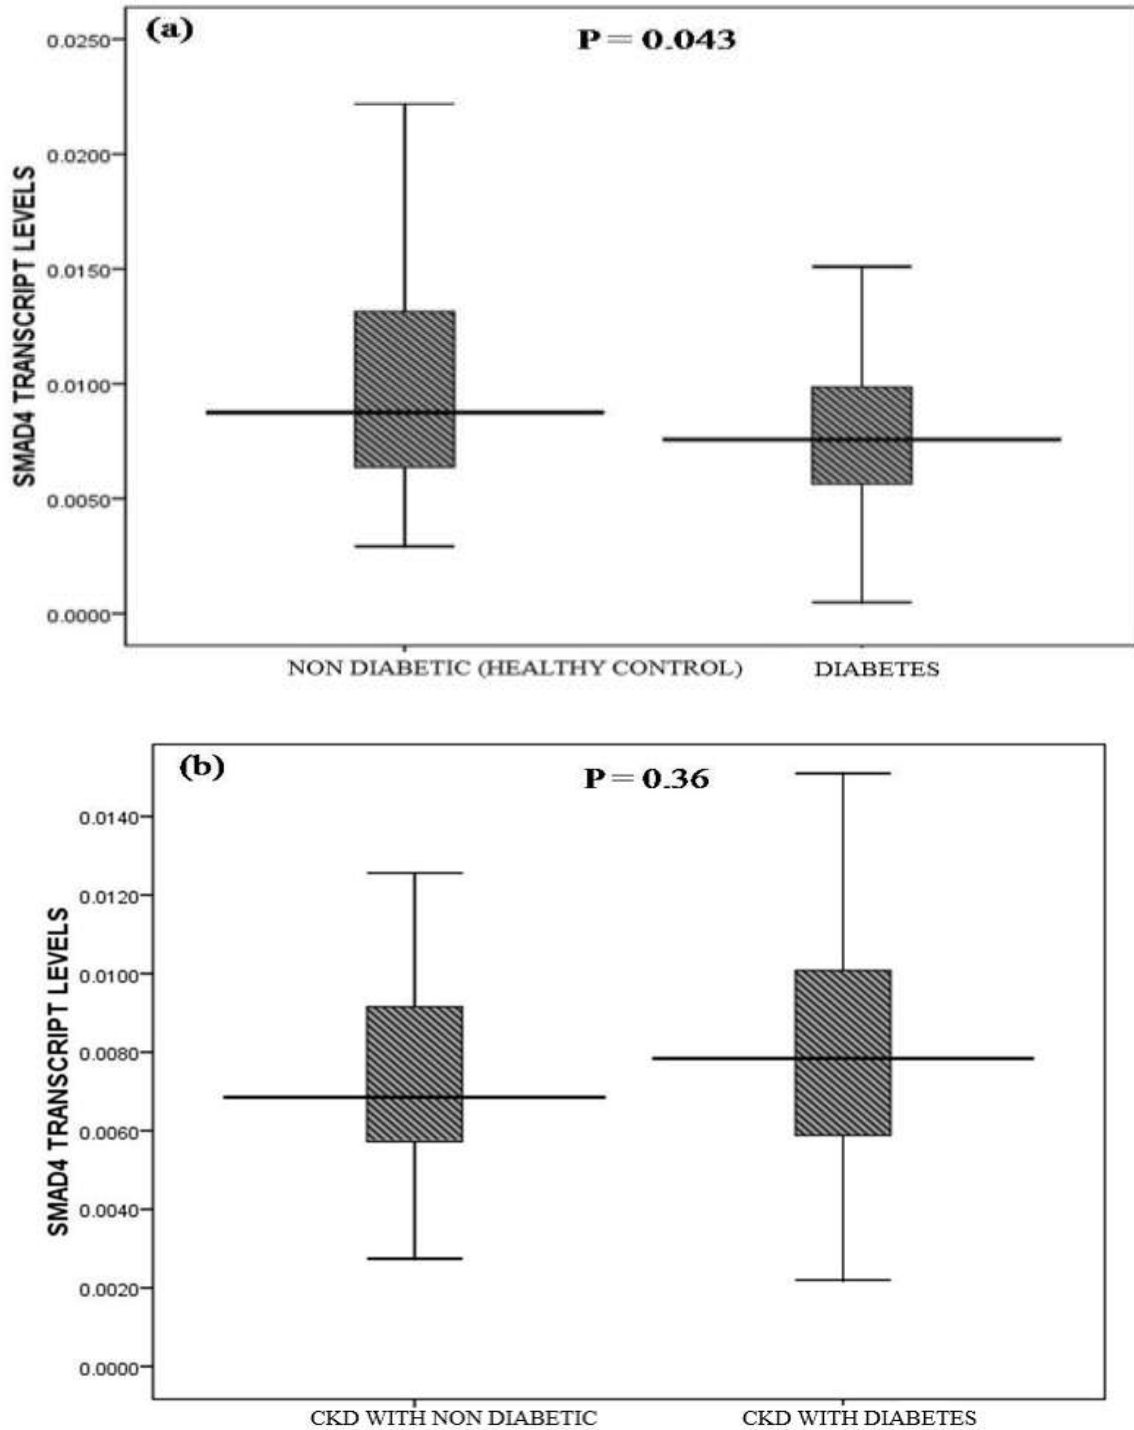 (a)
P = 0.043
SMAD4 TRANSCRIPT LEVELS
0.0250
0.0200
0.0150
0.0100
0.0050
0.0000
NON DIABETIC (HEALTHY CONTROL)
DIABETES
(b)
P = 0.36
SMAD4 TRANSCRIPT LEVELS
0.0140
0.0120
0.0100
0.0080
0.0060
0.0040
0.0020
0.0000
CKD WITH NON DIABETIC
CKD WITH DIABETES